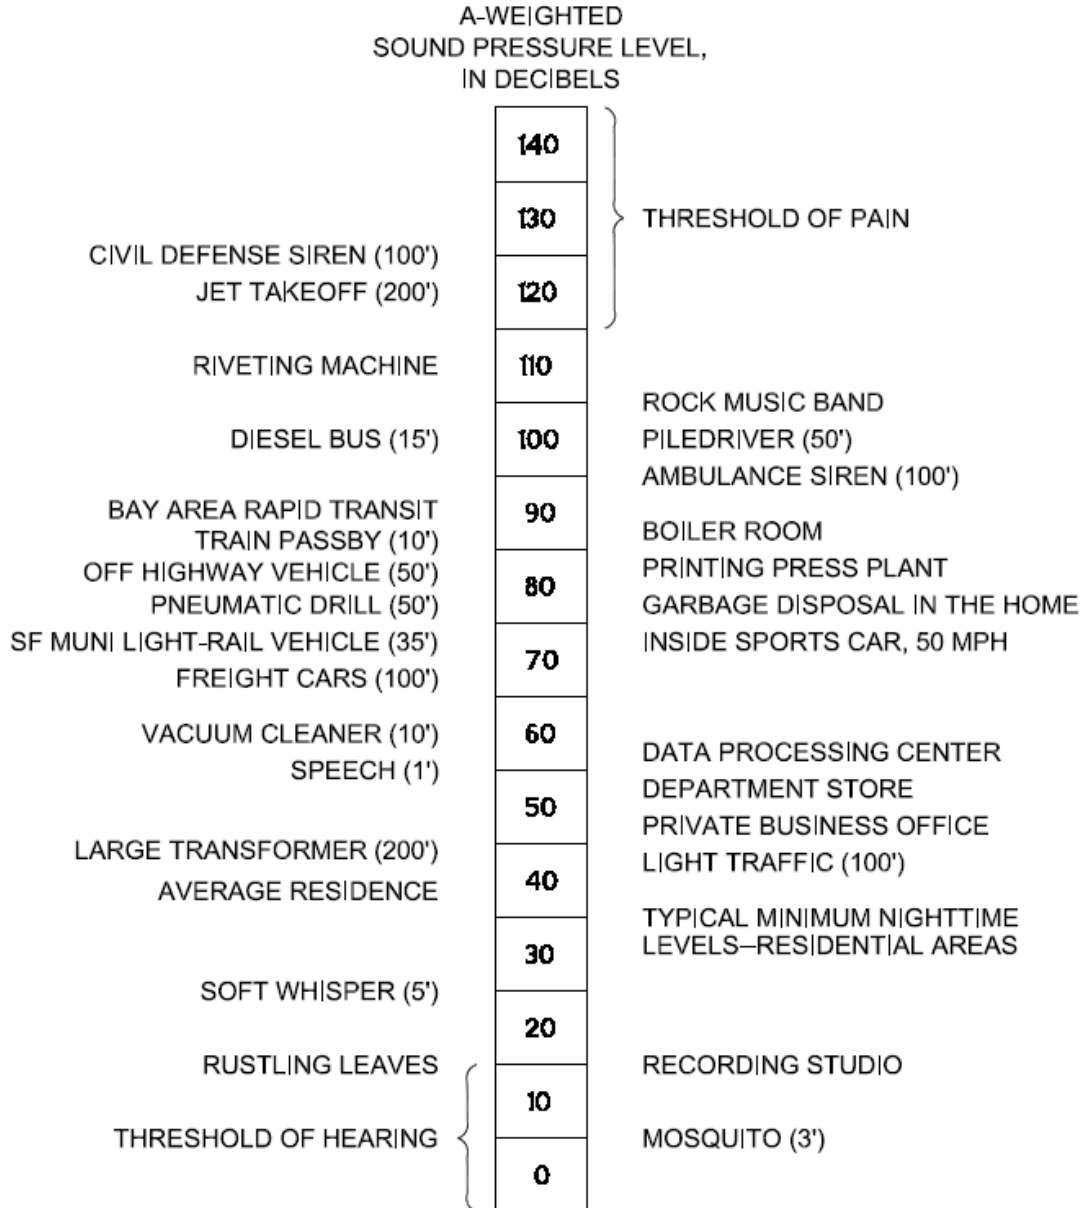 A-WEIGHTED
SOUND PRESSURE LEVEL,
IN DECIBELS
140
130
THRESHOLD OF PAIN
CIVIL DEFENSE SIREN (100')
JET TAKEOFF (200')
120
RIVETING MACHINE
110
ROCK MUSIC BAND
DIESEL BUS (15')
100
PILEDRIVER (50')
AMBULANCE SIREN (100')
BAY AREA RAPID TRANSIT
TRAIN PASSBY (10')
90
BOILER ROOM
OFF HIGHWAY VEHICLE (50')
PNEUMATIC DRILL (50')
80
PRINTING PRESS PLANT
GARBAGE DISPOSAL IN THE HOME
SF MUNI LIGHT-RAIL VEHICLE (35')
FREIGHT CARS (100')
70
INSIDE SPORTS CAR, 50 MPH
VACUUM CLEANER (10')
SPEECH (1')
60
DATA PROCESSING CENTER
DEPARTMENT STORE
50
PRIVATE BUSINESS OFFICE
LARGE TRANSFORMER (200')
AVERAGE RESIDENCE
40
LIGHT TRAFFIC (100')
TYPICAL MINIMUM NIGHTTIME
LEVELS–RESIDENTIAL AREAS
30
SOFT WHISPER (5')
20
RUSTLING LEAVES
RECORDING STUDIO
10
THRESHOLD OF HEARING
MOSQUITO (3')
0